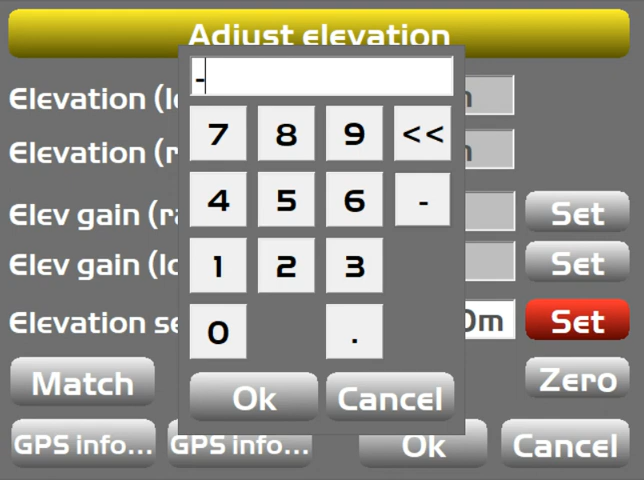 Adjust elevation
-
Elevation (
7 8 9 <<
Elevation (
4 5 6 -
Elev gain ( Set
1 2 3
Elev gain ( Set
0 .
Elevation 0m Set
Match Zero
Ok Cancel
GPS info... GPS info... Ok Cancel